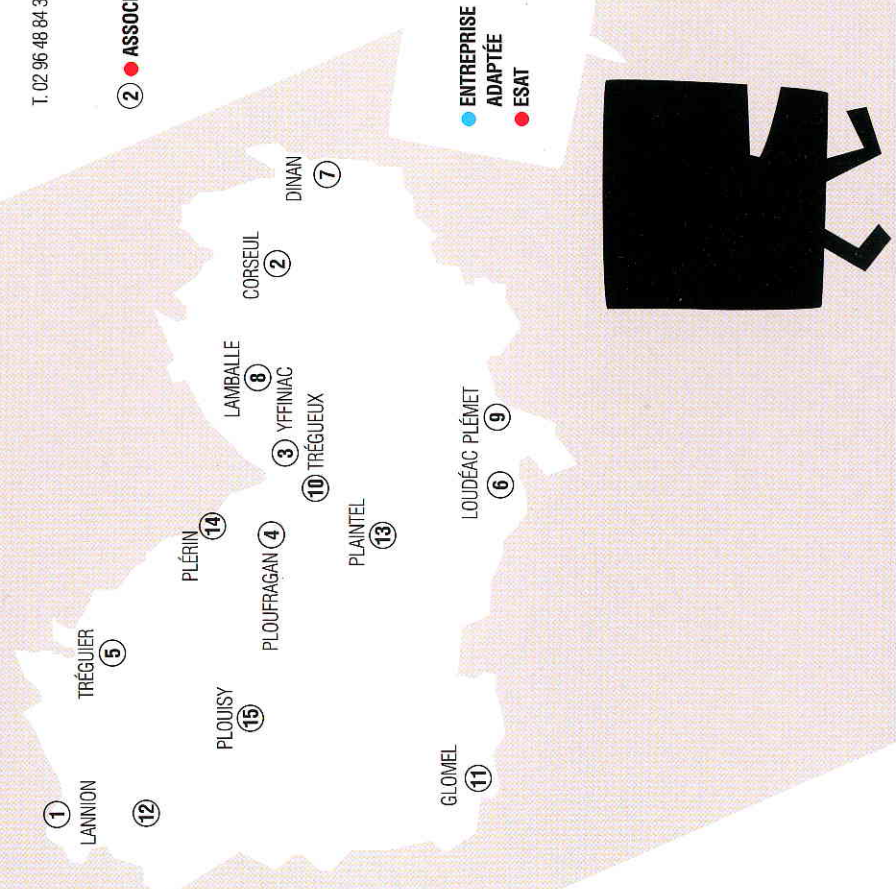 T. 02 96 48 84 3
2 ● ASSOCI
1
LANNION
TRÉGUIER
5
12
PLÉRIN
14
PLOUISY
15
LAMBALLE
8
CORSEUL
2
PLOUFRAGAN 4
3 YFFINIAC
DINAN
7
10 TRÉGUEUX
PLAINTEL
13
GLOMEL
11
LOUDÉAC PLÉMET
6 9
● ENTREPRISE
ADAPTÉE
● ESAT